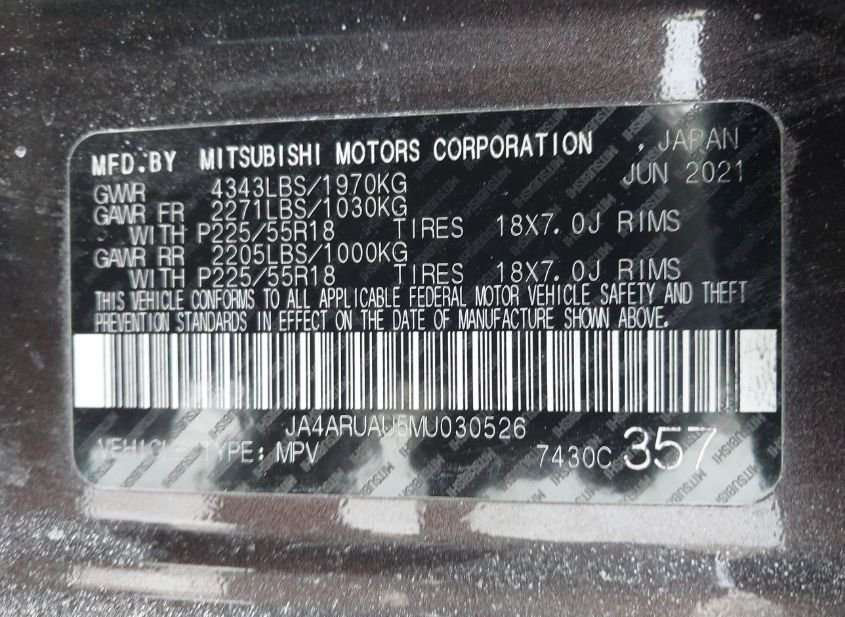 MFD.BY MITSUBISHI MOTORS CORPORATION , JAPAN
JUN 2021
GWR 4343LBS/1970KG
GAWR FR 2271LBS/1030KG
WITH P225/55R18 TIRES 18X7.0J RIMS
GAWR RR 2205LBS/1000KG
WITH P225/55R18 TIRES 18X7.0J RIMS
THIS VEHICLE CONFORMS TO ALL APPLICABLE FEDERAL MOTOR VEHICLE SAFETY AND THEFT
PREVENTION STANDARDS IN EFFECT ON THE DATE OF MANUFACTURE SHOWN ABOVE.
JA4ARUAU5MU030526
VEHICLE TYPE: MPV 7430C 357